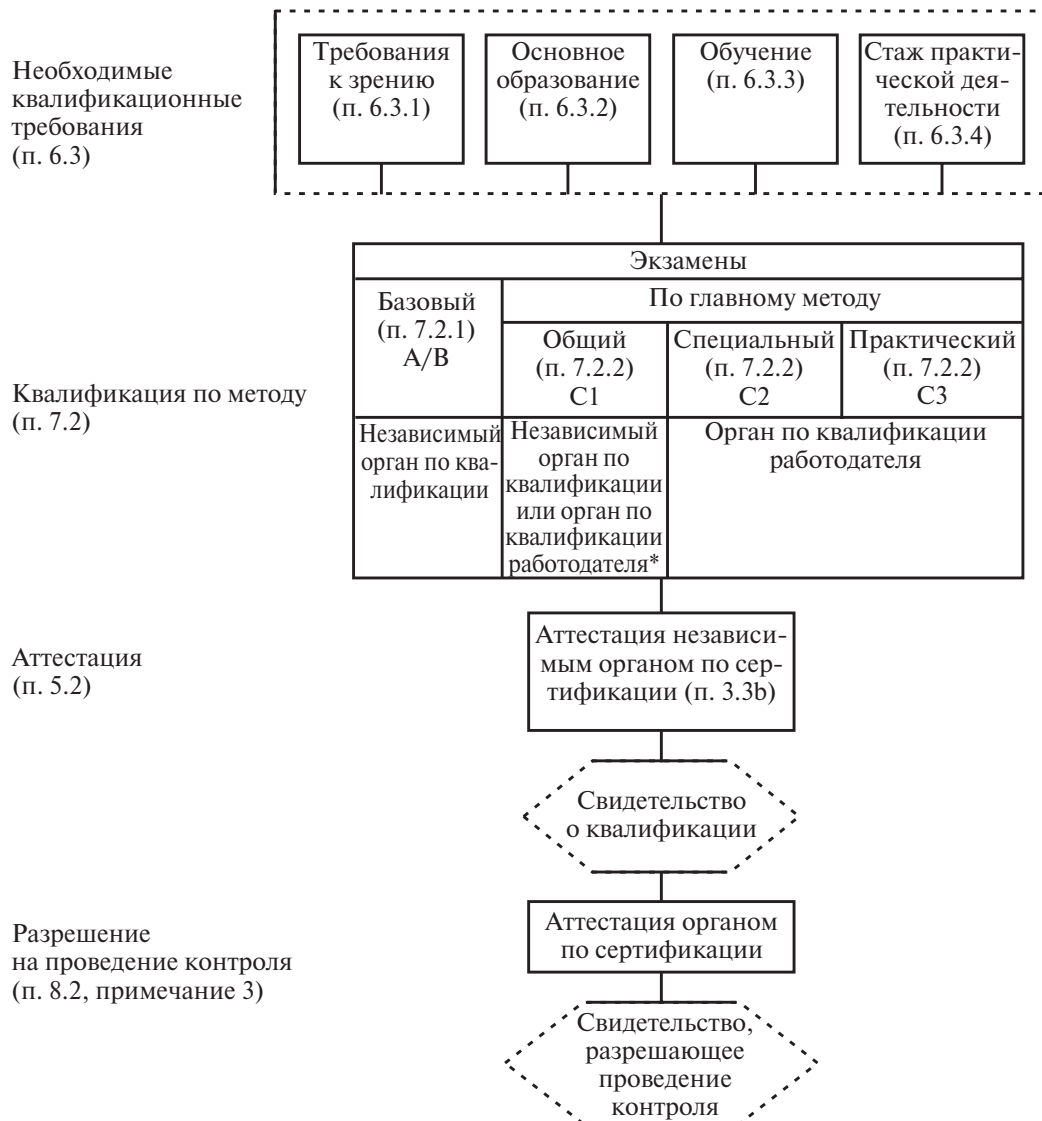 Необходимые
квалификационные
требования
(п. 6.3)
Требования
к зрению
(п. 6.3.1)
Основное
образование
(п. 6.3.2)
Обучение
(п. 6.3.3)
Стаж практи-
ческой дея-
тельности
(п. 6.3.4)
Квалификация по методу
(п. 7.2)
Экзамены
Базовый
(п. 7.2.1)
A/B
По главному методу
Общий
(п. 7.2.2)
C1
Специальный
(п. 7.2.2)
C2
Практический
(п. 7.2.2)
C3
Независимый
орган по ква-
лификации
Независимый
орган по
квалификации
или орган по
квалификации
работодателя*
Орган по квалификации
работодателя
Аттестация
(п. 5.2)
Аттестация независи-
мым органом по сер-
тификации (п. 3.3b)
Свидетельство
о квалификации
Разрешение
на проведение контроля
(п. 8.2, примечание 3)
Аттестация органом
по сертификации
Свидетельство,
разрешающее
проведение
контроля